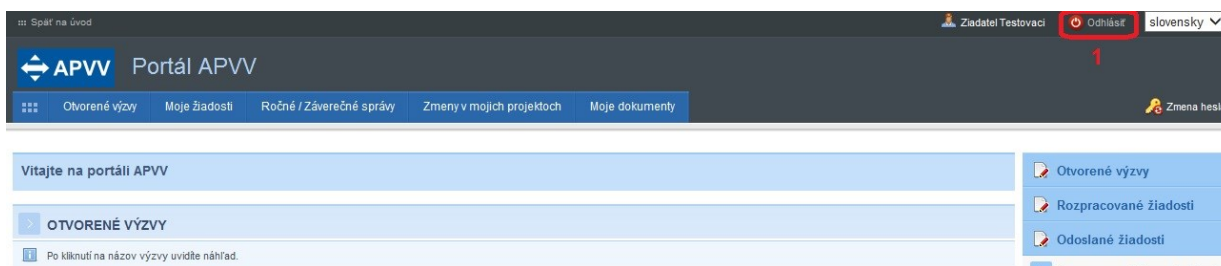 Späť na úvod
Ziadatel Testovaci
Odhlásiť
slovensky
1
APVV
Portál APVV
Otvorené výzvy
Moje žiadosti
Ročné / Záverečné správy
Zmeny v mojich projektoch
Moje dokumenty
Zmena hesla
Vitajte na portáli APVV
Otvorené výzvy
Rozpracované žiadosti
OTVORENÉ VÝZVY
Odoslané žiadosti
Po kliknutí na názov výzvy uvidíte náhľad.